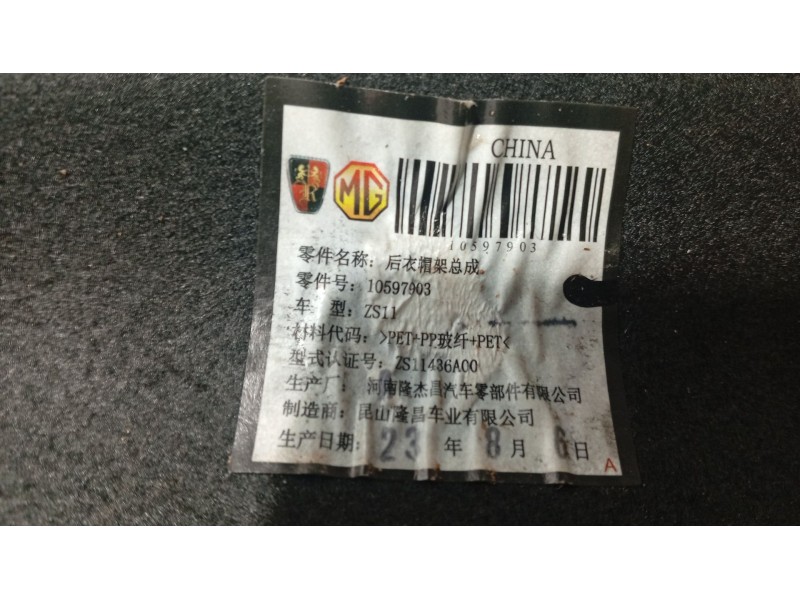 CHINA
MG
10597903
零件名称: 后衣帽架总成
零件号: 10597903
车 型: ZS11
材料代码: >PET+PP玻纤+PET<
型式认证号: ZS11436A00
生产厂: 河南隆杰昌汽车零部件有限公司
制造商: 昆山隆昌车业有限公司
生产日期: 23 年 8 月 6 日
A